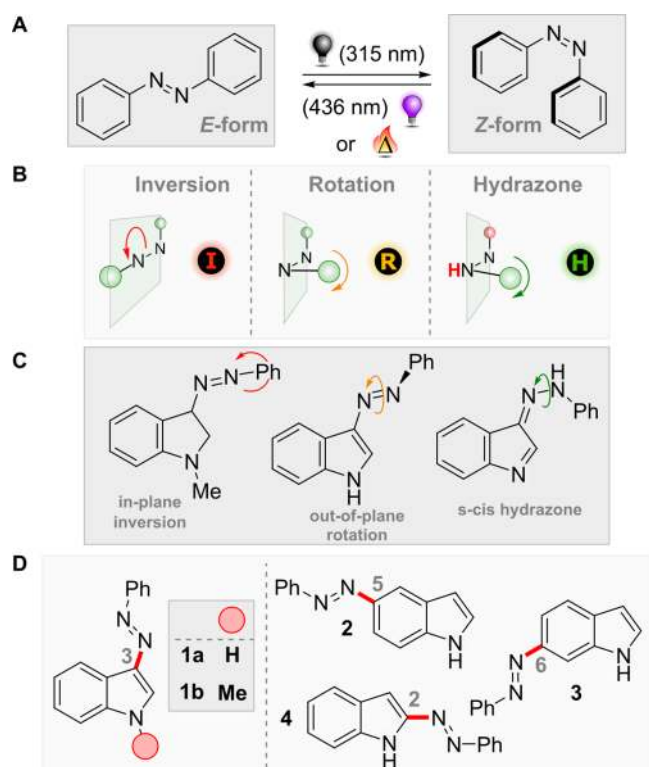 A
N=N
E-form
(315 nm)
(436 nm)
or Δ
N=N
Z-form
B
Inversion
Rotation
Hydrazone
N N
I
N N
R
HN N
H
C
N=N Ph
N
Me
in-plane
inversion
N=N Ph
N
H
out-of-plane
rotation
H
N N
Ph
N
s-cis hydrazone
D
Ph
N
N
3
N
1a H
1b Me
Ph N=N 5
N
H
2
6
N
N
Ph
N
H
3
4
2
N
H
N
N Ph